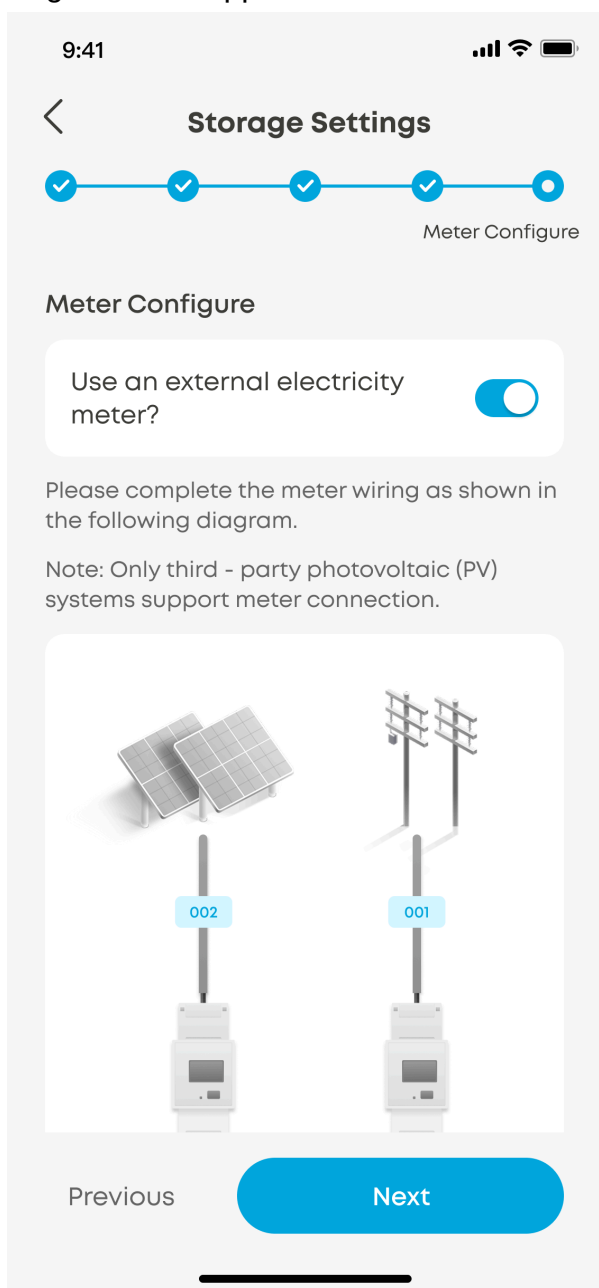 9:41
Storage Settings
Meter Configure
Meter Configure
Use an external electricity
meter?
Please complete the meter wiring as shown in
the following diagram.
Note: Only third - party photovoltaic (PV)
systems support meter connection.
002
001
Previous
Next